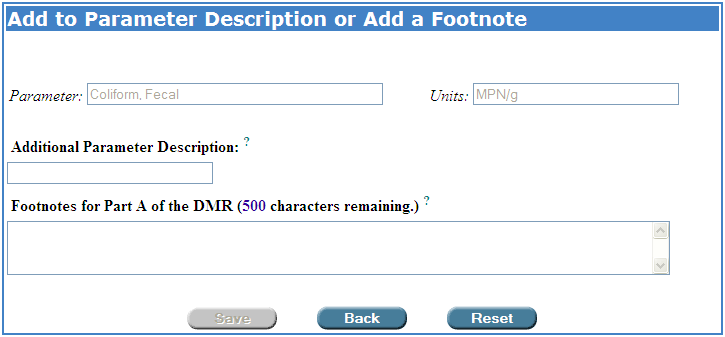 Add to Parameter Description or Add a Footnote
Parameter: Coliform, Fecal Units: MPN/g
Additional Parameter Description: ?
Footnotes for Part A of the DMR (500 characters remaining.) ?
Save Back Reset